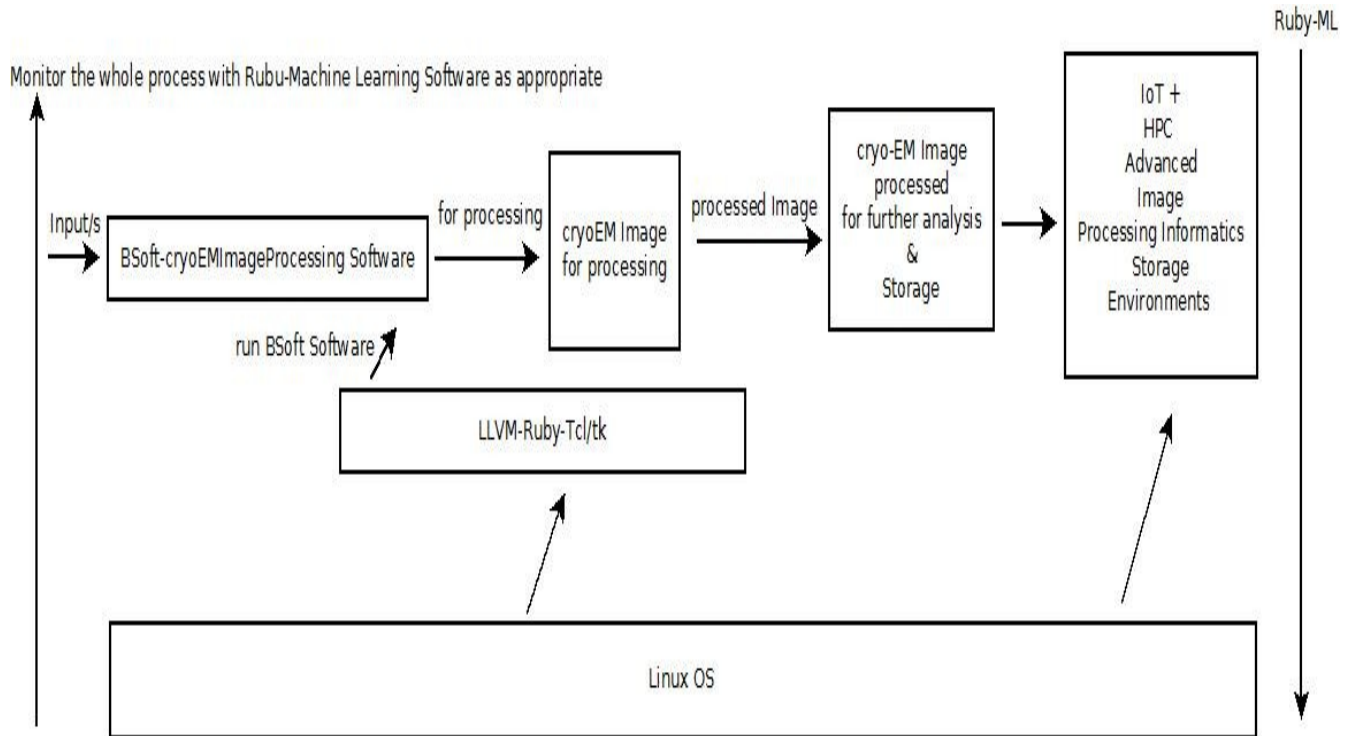 Ruby-ML
Monitor the whole process with Rubu-Machine Learning Software as appropriate
Input/s
BSoft-cryoEMImageProcessing Software
for processing
cryoEM Image
for processing
processed Image
cryo-EM Image
processed
for further analysis
&
Storage
IoT +
HPC
Advanced
Image
Processing Informatics
Storage
Environments
run BSoft Software
LLVM-Ruby-Tcl/tk
Linux OS